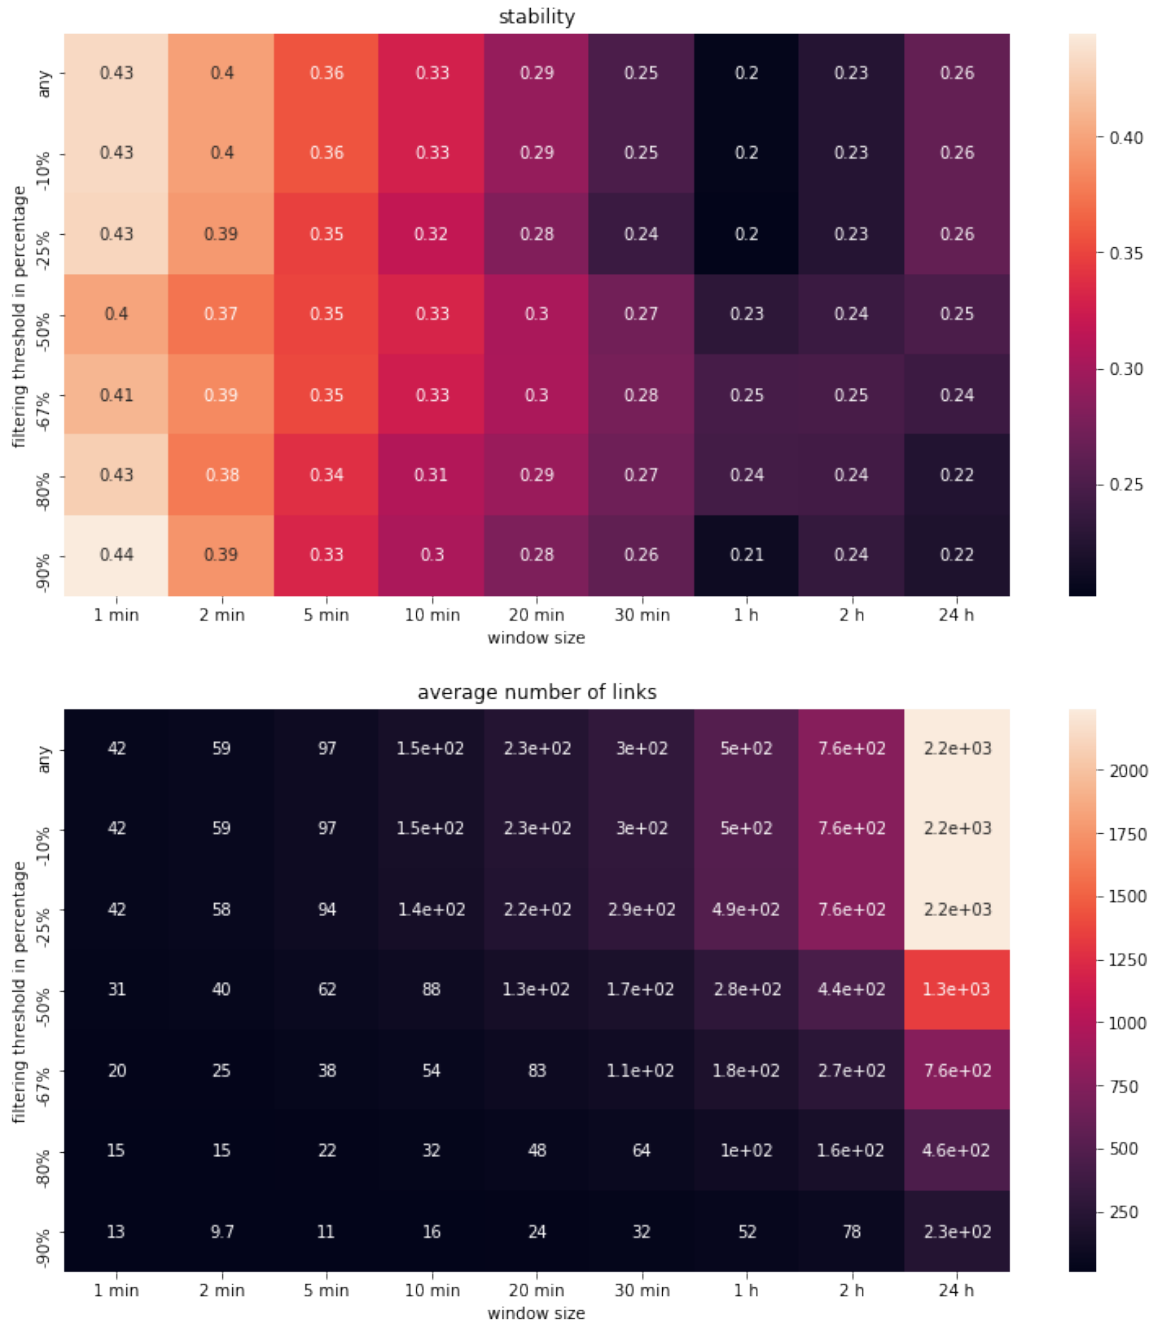 stability
any 0.43 0.4 0.36 0.33 0.29 0.25 0.2 0.23 0.26
-10% 0.43 0.4 0.36 0.33 0.29 0.25 0.2 0.23 0.26
-25% 0.43 0.39 0.35 0.32 0.28 0.24 0.2 0.23 0.26
-50% 0.4 0.37 0.35 0.33 0.3 0.27 0.23 0.24 0.25
-67% 0.41 0.39 0.35 0.33 0.3 0.28 0.25 0.25 0.24
-80% 0.43 0.38 0.34 0.31 0.29 0.27 0.24 0.24 0.22
-90% 0.44 0.39 0.33 0.3 0.28 0.26 0.21 0.24 0.22
filtering threshold in percentage
1 min 2 min 5 min 10 min 20 min 30 min 1 h 2 h 24 h
window size
0.40
0.35
0.30
0.25
average number of links
any 42 59 97 1.5e+02 2.3e+02 3e+02 5e+02 7.6e+02 2.2e+03
-10% 42 59 97 1.5e+02 2.3e+02 3e+02 5e+02 7.6e+02 2.2e+03
-25% 42 58 94 1.4e+02 2.2e+02 2.9e+02 4.9e+02 7.6e+02 2.2e+03
-50% 31 40 62 88 1.3e+02 1.7e+02 2.8e+02 4.4e+02 1.3e+03
-67% 20 25 38 54 83 1.1e+02 1.8e+02 2.7e+02 7.6e+02
-80% 15 15 22 32 48 64 1e+02 1.6e+02 4.6e+02
-90% 13 9.7 11 16 24 32 52 78 2.3e+02
filtering threshold in percentage
1 min 2 min 5 min 10 min 20 min 30 min 1 h 2 h 24 h
window size
2000
1750
1500
1250
1000
750
500
250